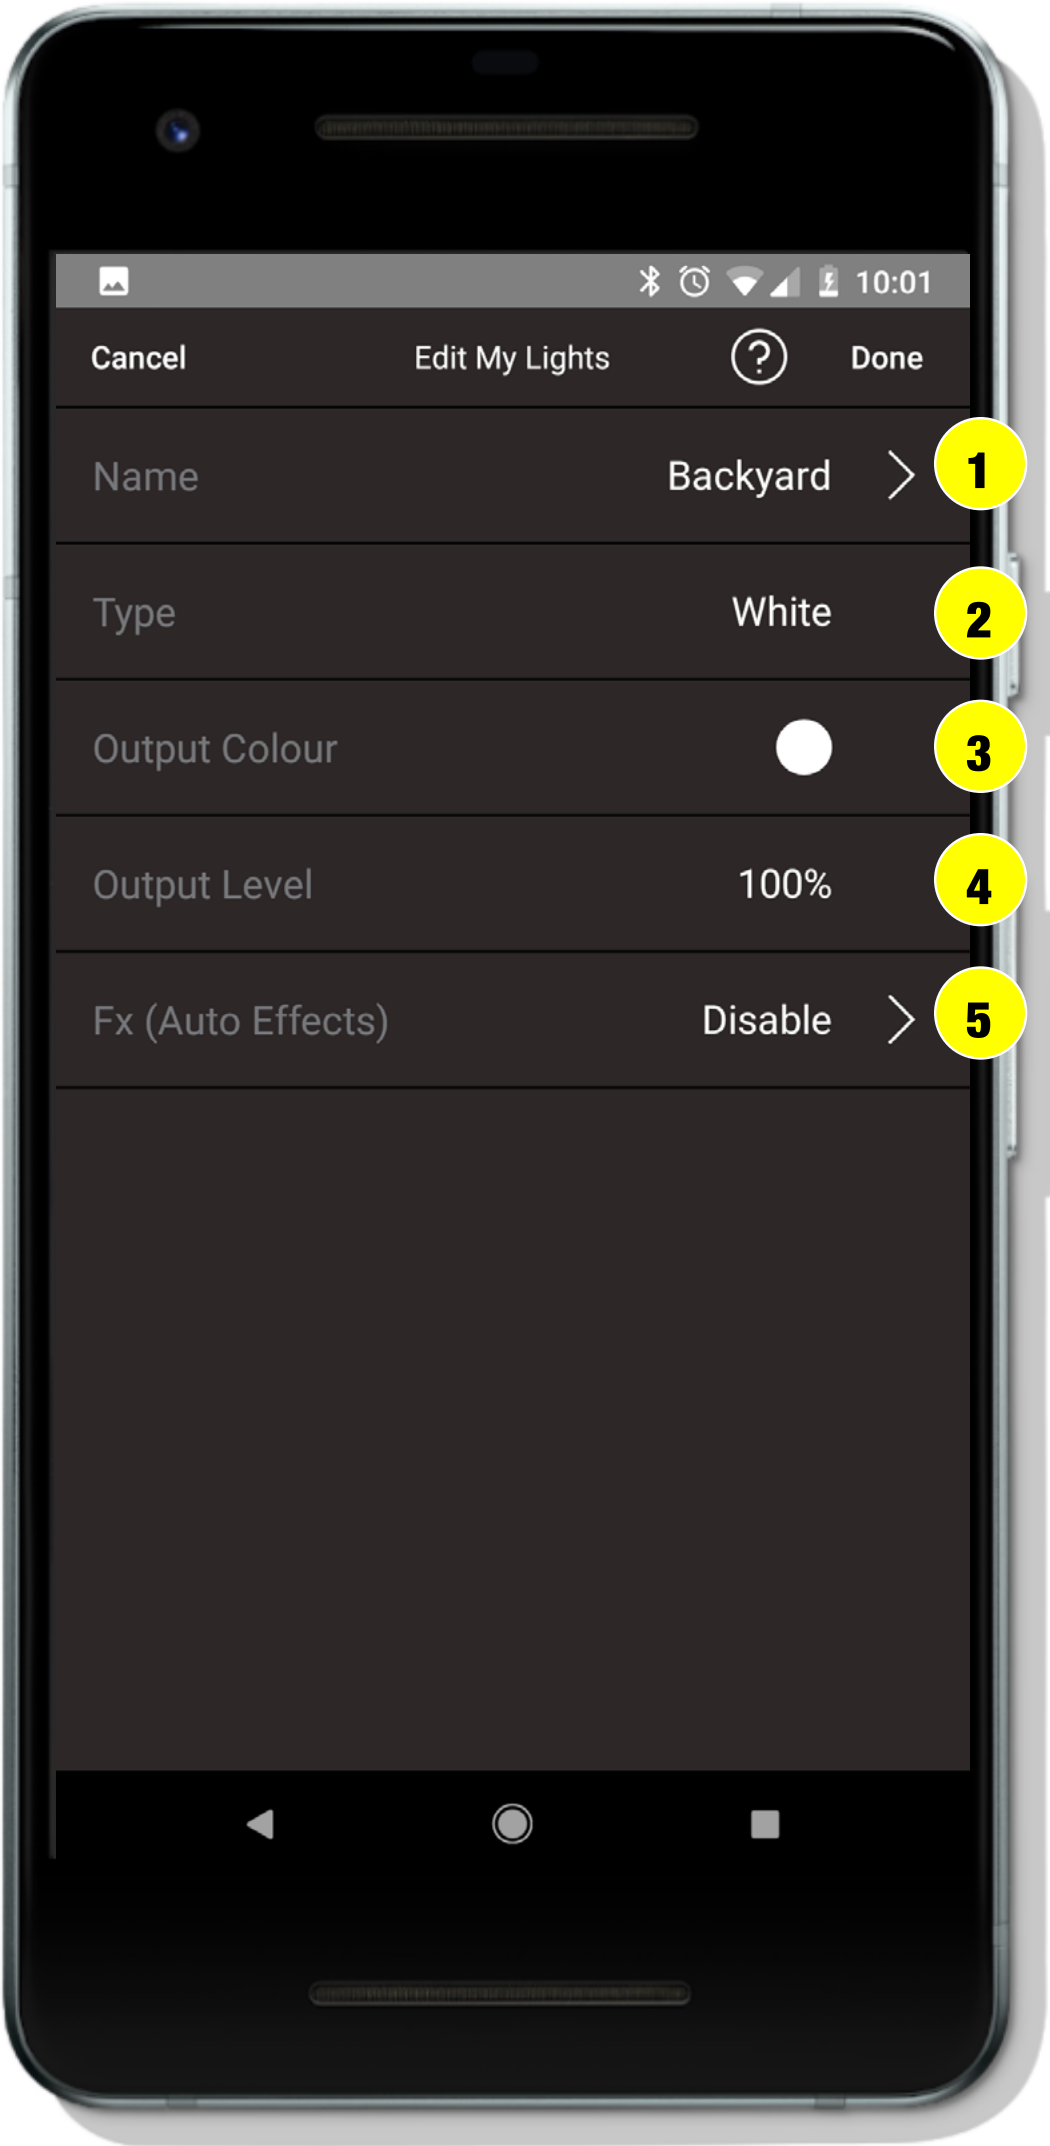 10:01
Cancel Edit My Lights ? Done
Name Backyard 1
Type White 2
Output Colour 3
Output Level 100% 4
Fx (Auto Effects) Disable 5